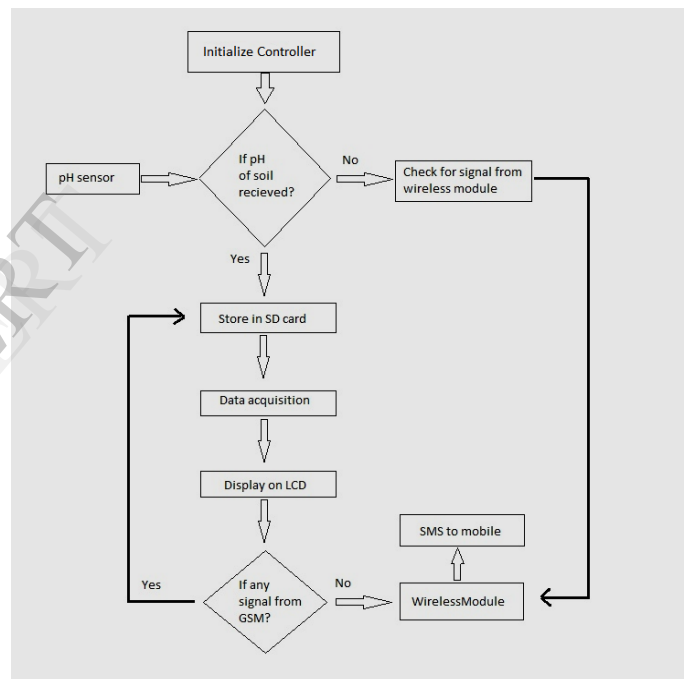 Initialize Controller
If pH
of soil
recieved?
pH sensor
No
Check for signal from
wireless module
Yes
Store in SD card
Data acquisition
Display on LCD
SMS to mobile
Yes
If any
signal from
GSM?
No
WirelessModule